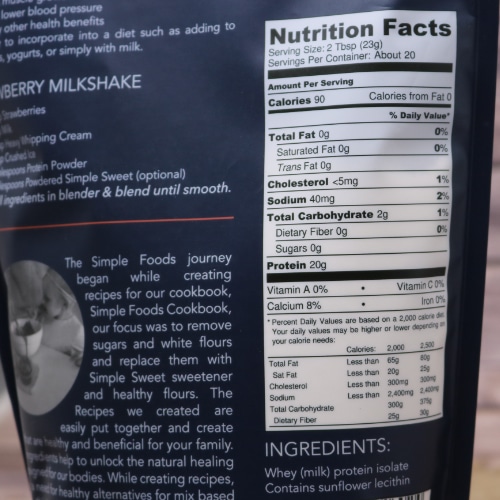 lower blood pressure
other health benefits
to incorporate into a diet such as adding to
, yogurts, or simply with milk.
BERRY MILKSHAKE
Strawberries
Whipping Cream
Protein Powder
Powdered Simple Sweet (optional)
ingredients in blender & blend until smooth.
The Simple Foods journey
began while creating
recipes for our cookbook,
Simple Foods Cookbook,
our focus was to remove
sugars and white flours
and replace them with
Simple Sweet sweetener
and healthy flours. The
Recipes we created are
easily put together and create
healthy and beneficial for your family.
help to unlock the natural healing
for our bodies. While creating recipes,
need for healthy alternatives for mix based
Nutrition Facts
Serving Size: 2 Tbsp (23g)
Servings Per Container: About 20
Amount Per Serving
Calories 90 Calories from Fat 0
% Daily Value*
Total Fat 0g 0%
Saturated Fat 0g 0%
Trans Fat 0g
Cholesterol <5mg 1%
Sodium 40mg 2%
Total Carbohydrate 2g 1%
Dietary Fiber 0g 0%
Sugars 0g
Protein 20g
Vitamin A 0% • Vitamin C 0%
Calcium 8% • Iron 0%
* Percent Daily Values are based on a 2,000 calorie diet.
Your daily values may be higher or lower depending on
your calorie needs:
Calories: 2,000 2,500
Total Fat Less than 65g 80g
Sat Fat Less than 20g 25g
Cholesterol Less than 300mg 300mg
Sodium Less than 2,400mg 2,400mg
Total Carbohydrate 300g 375g
Dietary Fiber 25g 30g
INGREDIENTS:
Whey (milk) protein isolate
Contains sunflower lecithin